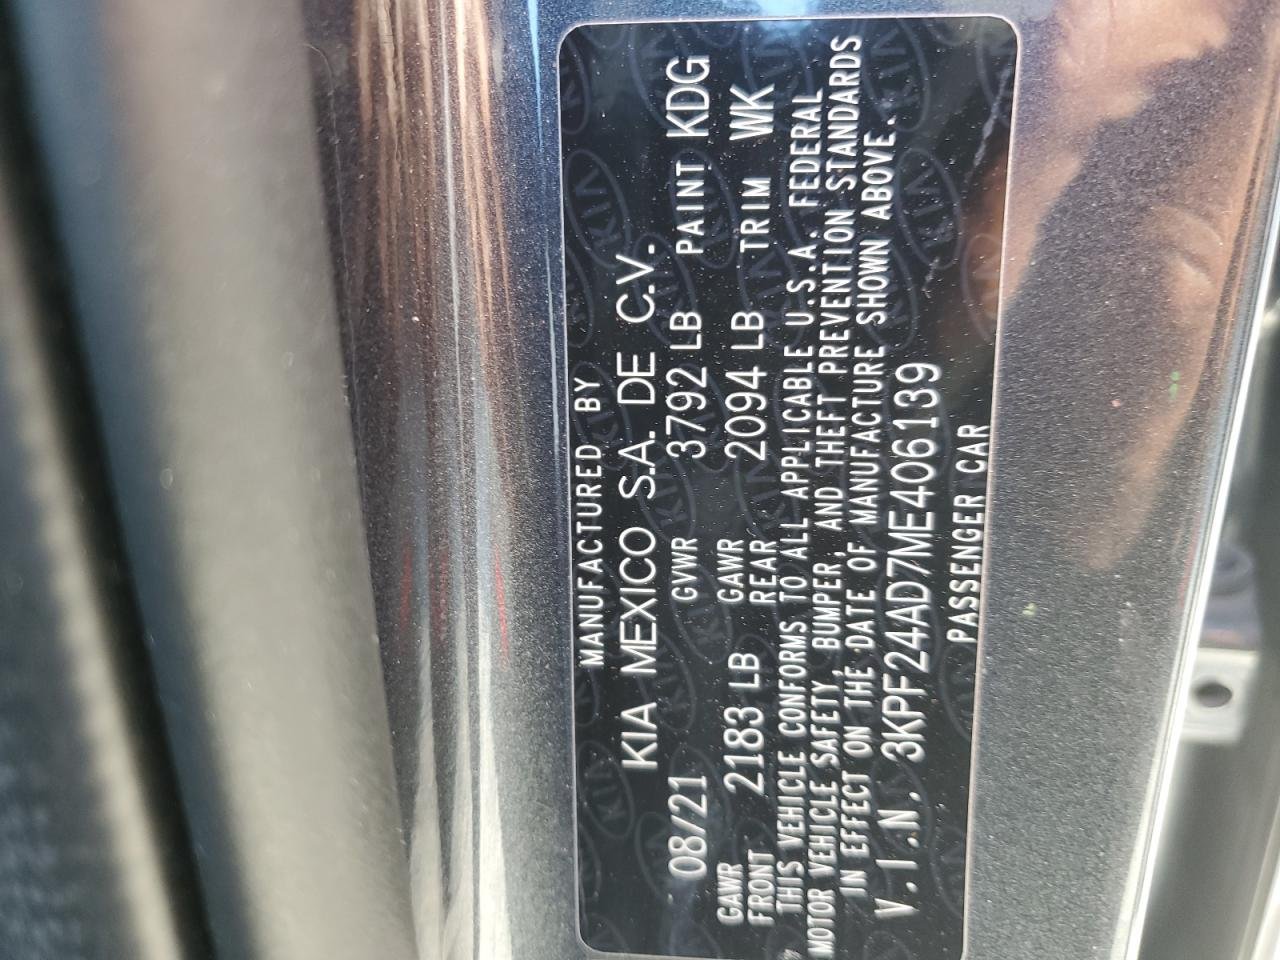 MANUFACTURED BY
KIA MEXICO S.A. DE C.V.
08/21 GVWR 3792 LB PAINT KDG
GAWR FRONT 2183 LB GAWR REAR 2094 LB TRIM WK
THIS VEHICLE CONFORMS TO ALL APPLICABLE U.S.A. FEDERAL
MOTOR VEHICLE SAFETY, BUMPER, AND THEFT PREVENTION STANDARDS
IN EFFECT ON THE DATE OF MANUFACTURE SHOWN ABOVE.
V.I.N. 3KPF24AD7ME406139
PASSENGER CAR